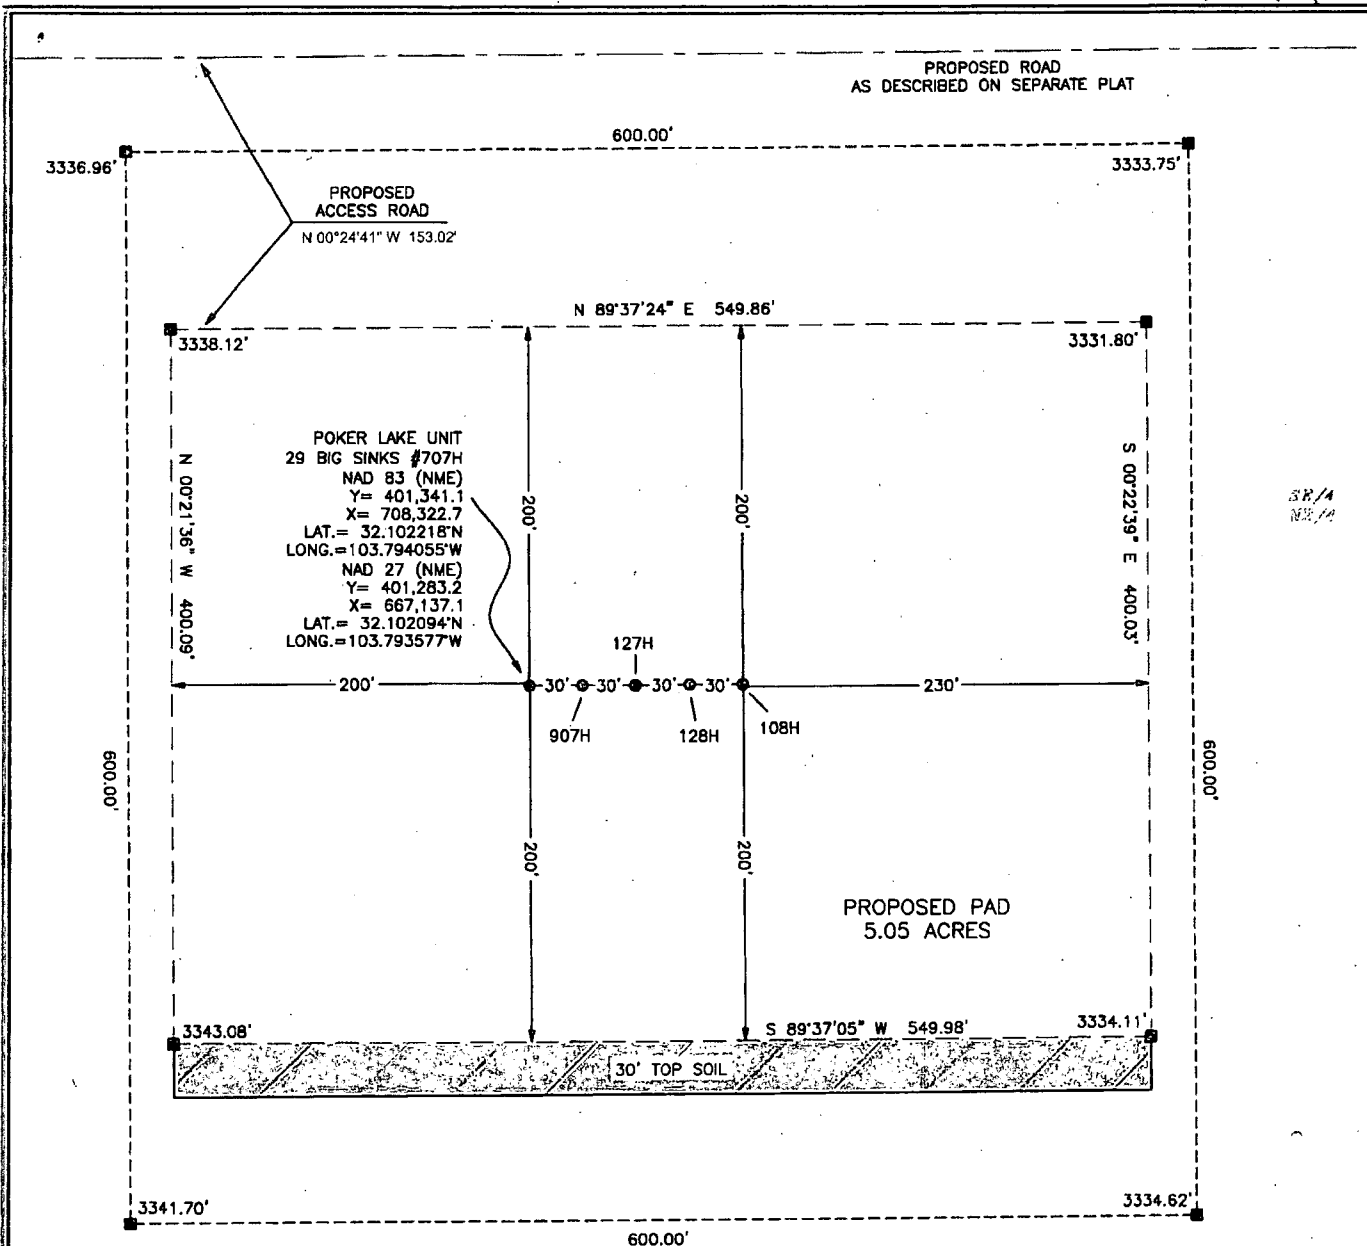 PROPOSED ROAD
AS DESCRIBED ON SEPARATE PLAT
600.00'
3336.96'
3333.75'
PROPOSED
ACCESS ROAD
N 00°24'41" W 153.02'
N 89°37'24" E 549.86'
3338.12'
3331.80'
POKER LAKE UNIT
29 BIG SINKS #707H
NAD 83 (NME)
Y= 401,341.1
X= 708,322.7
LAT.= 32.102218°N
LONG.=103.794055°W
NAD 27 (NME)
Y= 401,283.2
X= 667,137.1
LAT.= 32.102094°N
LONG.=103.793577°W
N 00°21'36" W 400.09'
S 00°22'39" E 400.03'
200'
200'
127H
200'
30'
30'
30'
30'
230'
907H
128H
108H
600.00'
600.00'
200'
200'
PROPOSED PAD
5.05 ACRES
3343.08'
S 89°37'05" W 549.98'
3334.11'
30' TOP SOIL
3341.70'
3334.62'
600.00'